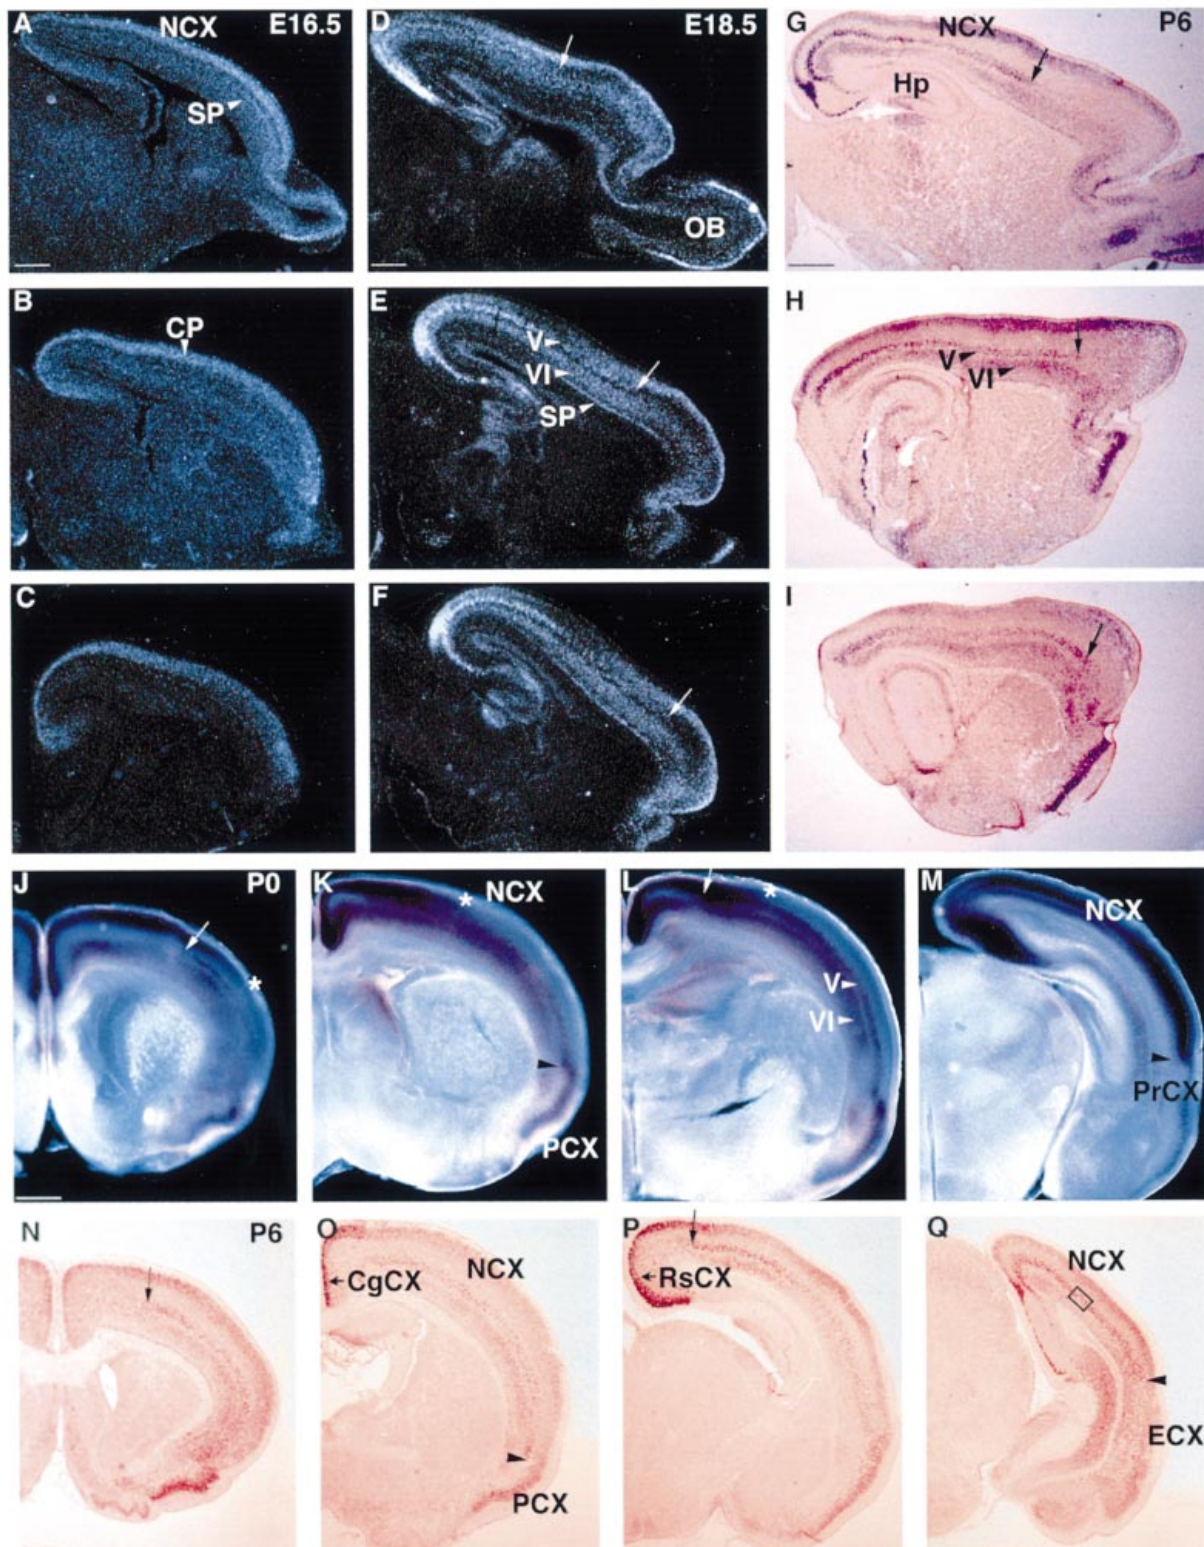 A NCX E16.5
SP
D E18.5
OB
G NCX P6
Hp
B
CP
E
V
VI
SP
H
V
VI
C
F
I
J P0
*
K NCX
*
PCX
L
*
V
VI
M
NCX
PrCX
N P6
O
CgCX
NCX
PCX
P
RsCX
Q
NCX
ECX